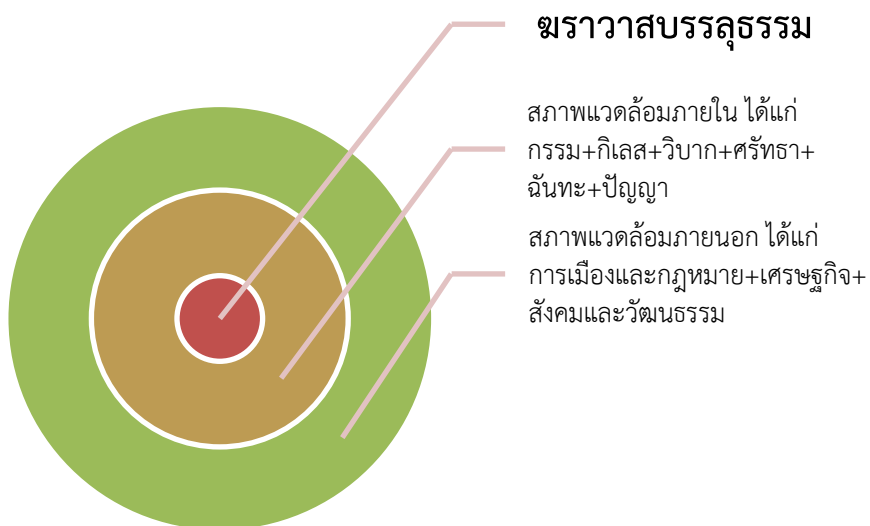 ฆราวาสบรรลุธรรม
สภาพแวดล้อมภายใน ได้แก่
กรรม+กิเลส+วิบาก+ศรัทธา+
ฉันทะ+ปัญญา
สภาพแวดล้อมภายนอก ได้แก่
การเมืองและกฎหมาย+เศรษฐกิจ+
สังคมและวัฒนธรรม